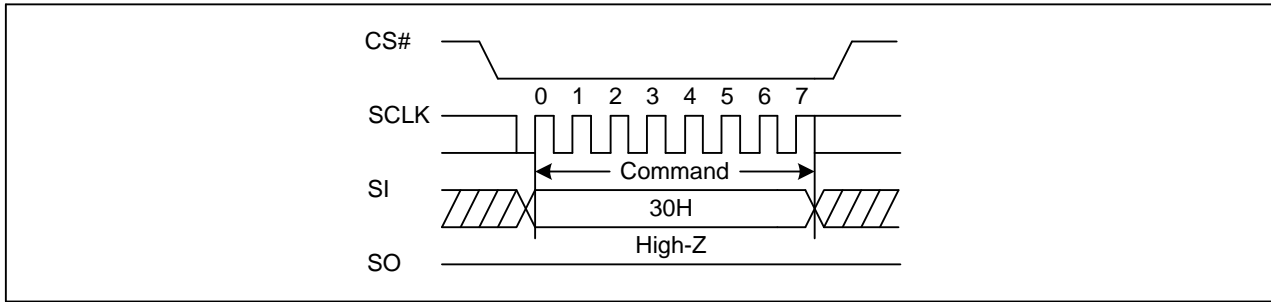 CS#
0 1 2 3 4 5 6 7
SCLK
Command
SI
30H
High-Z
SO